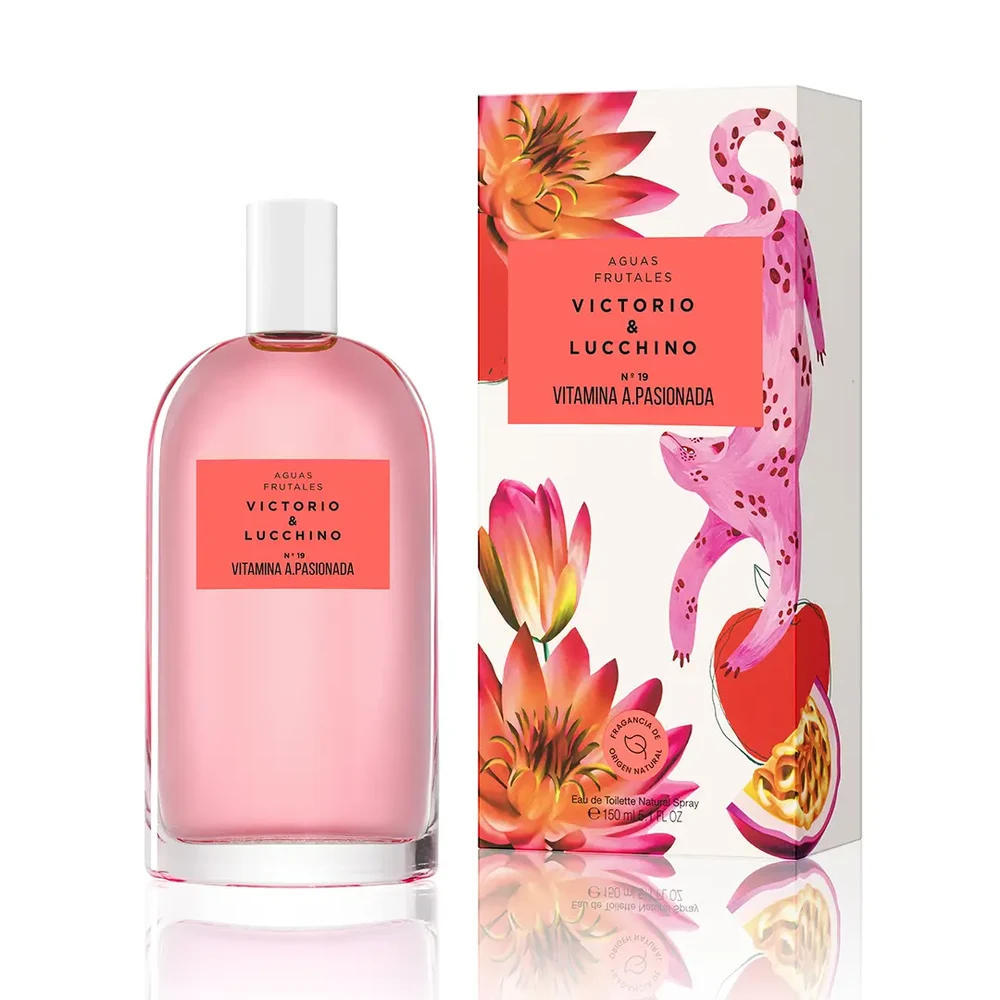 AGUAS
FRUTALES
VICTORIO
&
LUCCHINO
Nº 19
VITAMINA A.PASIONADA
AGUAS
FRUTALES
VICTORIO
&
LUCCHINO
Nº 19
VITAMINA A.PASIONADA
FRAGANCIA DE
ORIGEN NATURAL
Eau de Toilette Natural Spray
℮ 150 ml 5.1 FL OZ